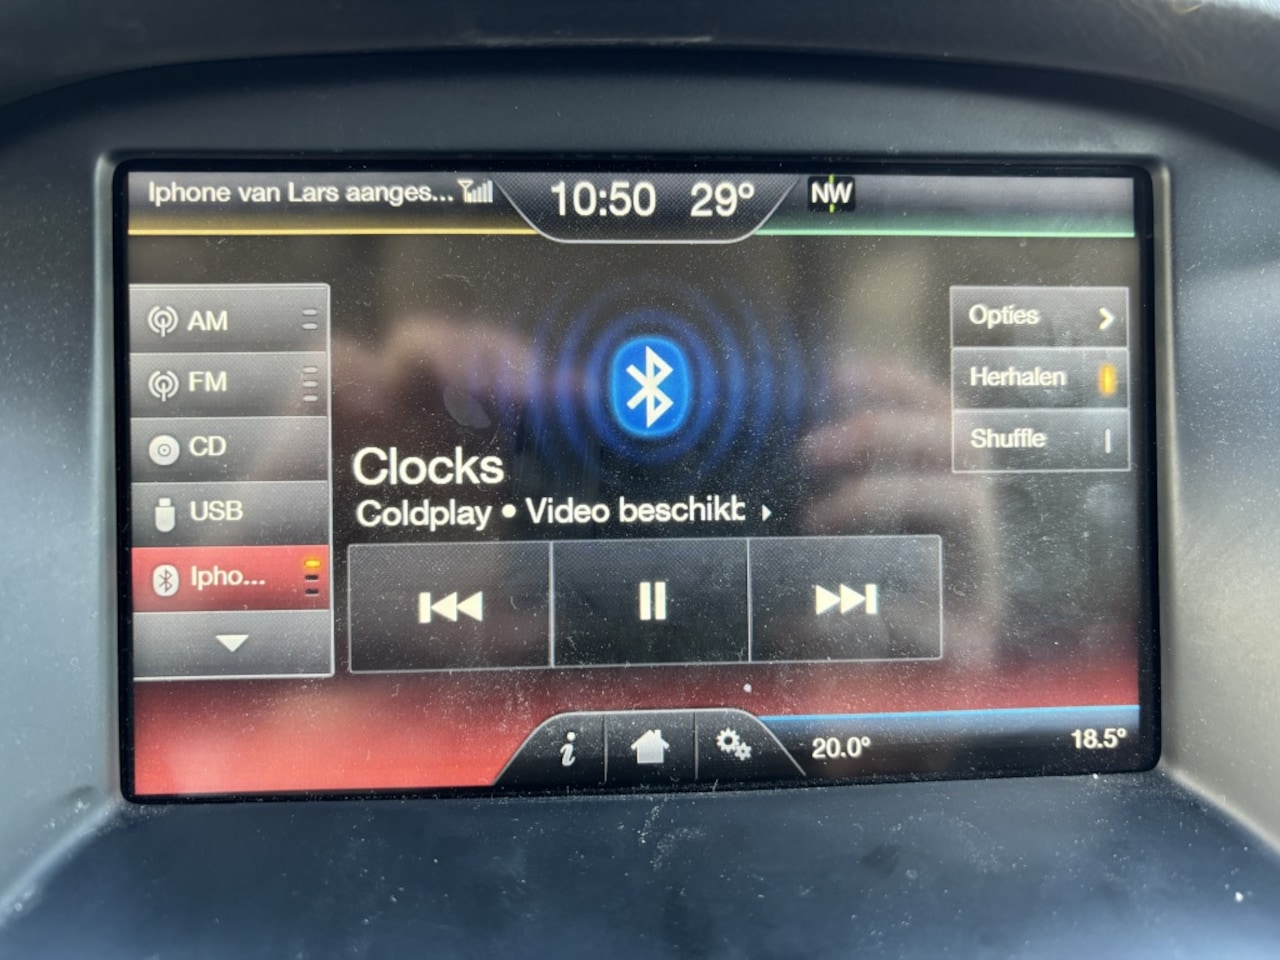 Iphone van Lars aanges...
10:50 29° NW
AM
FM
CD
USB
Ipho...
Clocks
Coldplay • Video beschikt
Opties
Herhalen
Shuffle
i
20.0°
18.5°